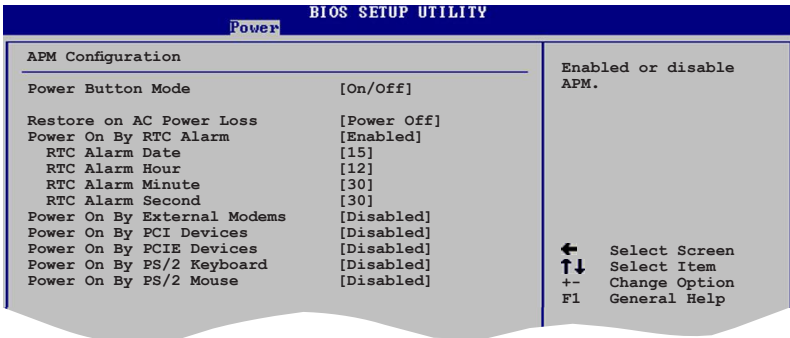 BIOS SETUP UTILITY
Power
APM Configuration
Power Button Mode [On/Off]
Restore on AC Power Loss [Power Off]
Power On By RTC Alarm [Enabled]
RTC Alarm Date [15]
RTC Alarm Hour [12]
RTC Alarm Minute [30]
RTC Alarm Second [30]
Power On By External Modems [Disabled]
Power On By PCI Devices [Disabled]
Power On By PCIE Devices [Disabled]
Power On By PS/2 Keyboard [Disabled]
Power On By PS/2 Mouse [Disabled]
Enabled or disable
APM.
← Select Screen
↑↓ Select Item
+- Change Option
F1 General Help